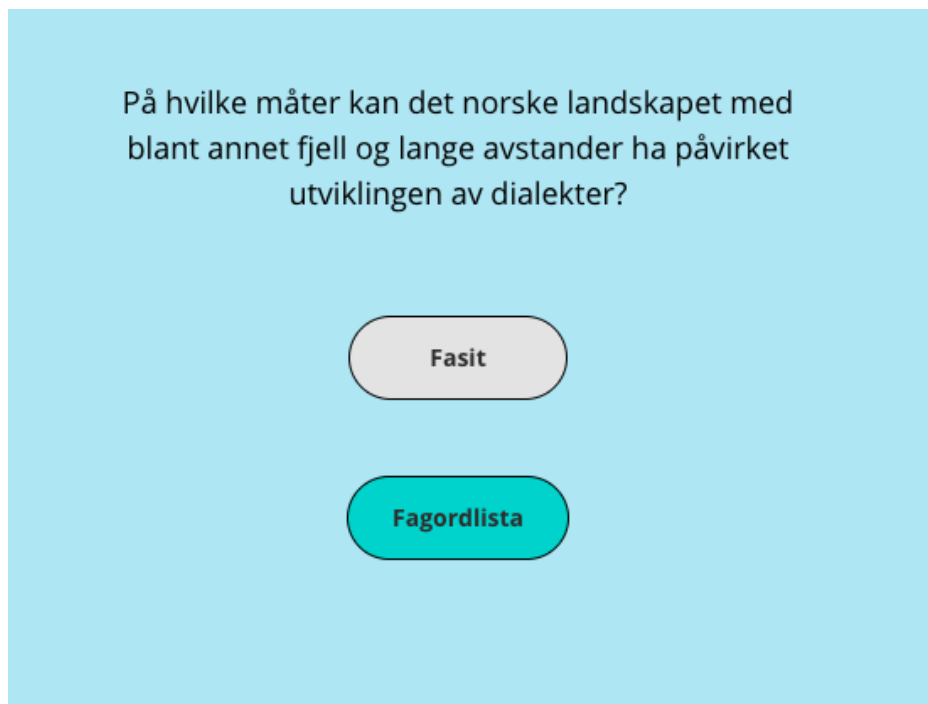 På hvilke måter kan det norske landskapet med
blant annet fjell og lange avstander ha påvirket
utviklingen av dialekter?
Fasit
Fagordlista